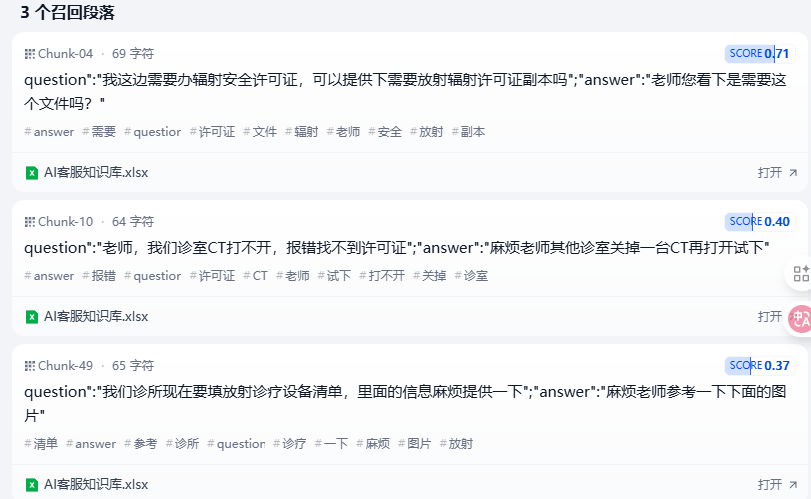 3 个召回段落
Chunk-04 · 69 字符 SCORE 0.71
question":"我这边需要办辐射安全许可证，可以提供下需要放射辐射许可证副本吗";"answer":"老师您看下是需要这
个文件吗？"
#answer #需要 #question #许可证 #文件 #辐射 #老师 #安全 #放射 #副本
AI客服知识库.xlsx 打开
Chunk-10 · 64 字符 SCORE 0.40
question":"老师，我们诊室CT打不开，报错找不到许可证";"answer":"麻烦老师其他诊室关掉一台CT再打开试下"
#answer #报错 #question #许可证 #CT #老师 #试下 #打不开 #关掉 #诊室
AI客服知识库.xlsx 打开
Chunk-49 · 65 字符 SCORE 0.37
question":"我们诊所现在要填放射诊疗设备清单，里面的信息麻烦提供一下";"answer":"麻烦老师参考一下下面的图
片"
#清单 #answer #参考 #诊所 #question #诊疗 #一下 #麻烦 #图片 #放射
AI客服知识库.xlsx 打开